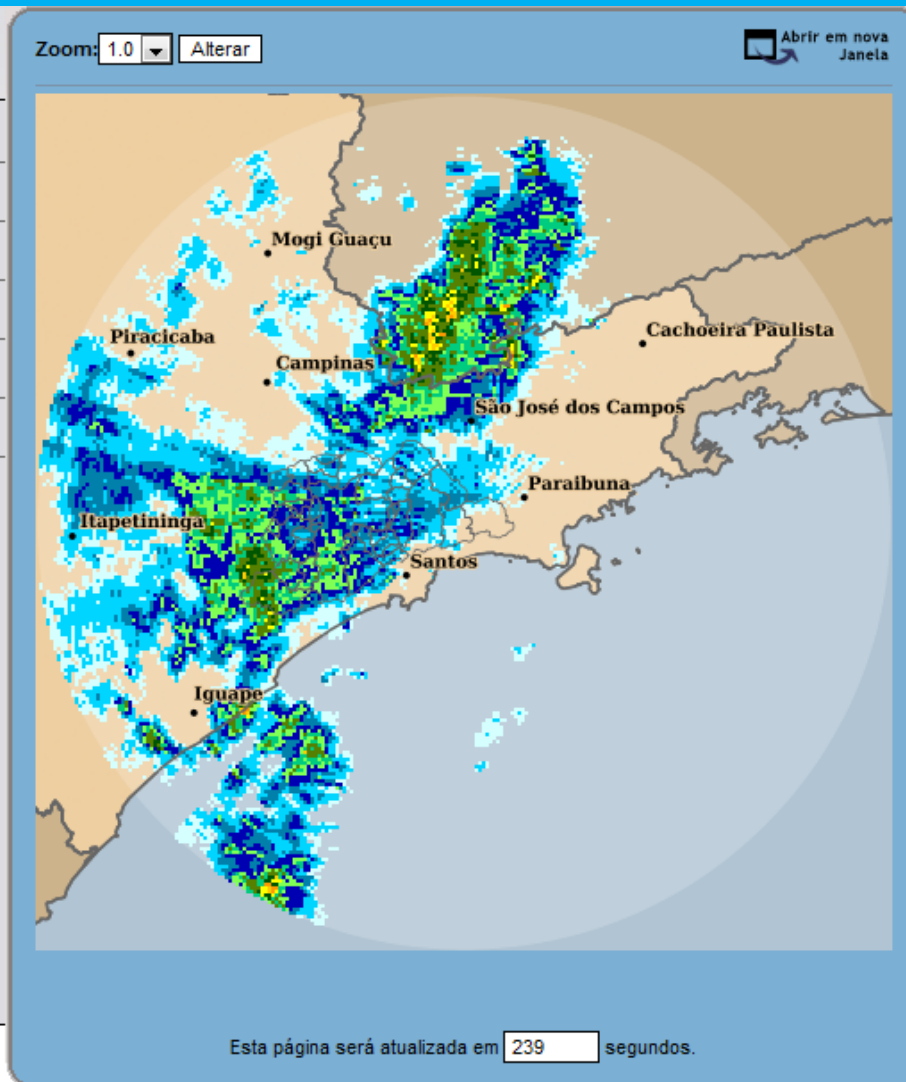 Zoom: 1.0 Alterar
Abrir em nova
Janela
Mogi Guaçu
Piracicaba
Cachoeira Paulista
Campinas
São José dos Campos
Paraibuna
Itapetininga
Santos
Iguape
Esta página será atualizada em 239 segundos.